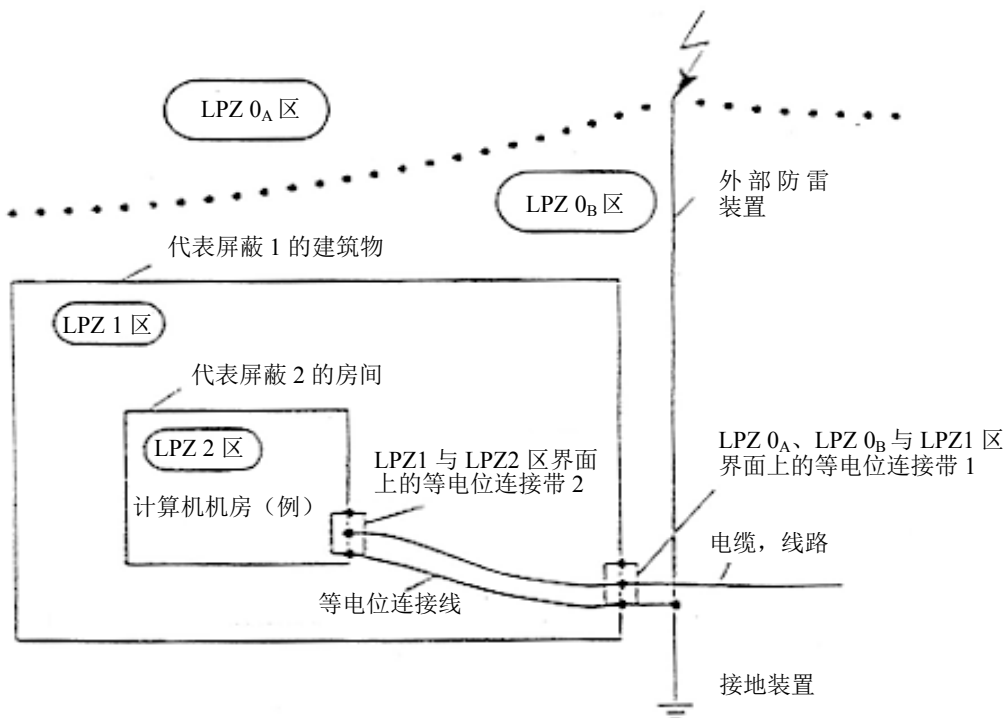 LPZ 0A 区
LPZ 0B 区
外部防雷
装置
代表屏蔽 1 的建筑物
LPZ 1 区
代表屏蔽 2 的房间
LPZ 2 区
计算机机房（例）
LPZ1 与 LPZ2 区界面
上的等电位连接带 2
LPZ 0A、LPZ 0B 与 LPZ1 区
界面上的等电位连接带 1
电缆，线路
等电位连接线
接地装置